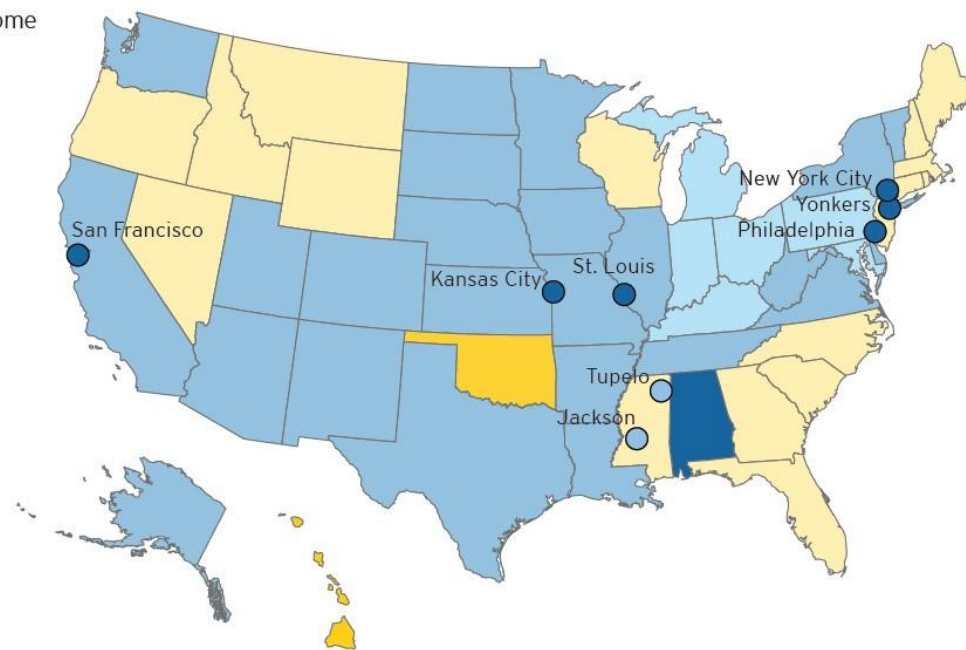 ome
New York City
Yonkers
San Francisco
Philadelphia
St. Louis
Kansas City
Tupelo
Jackson